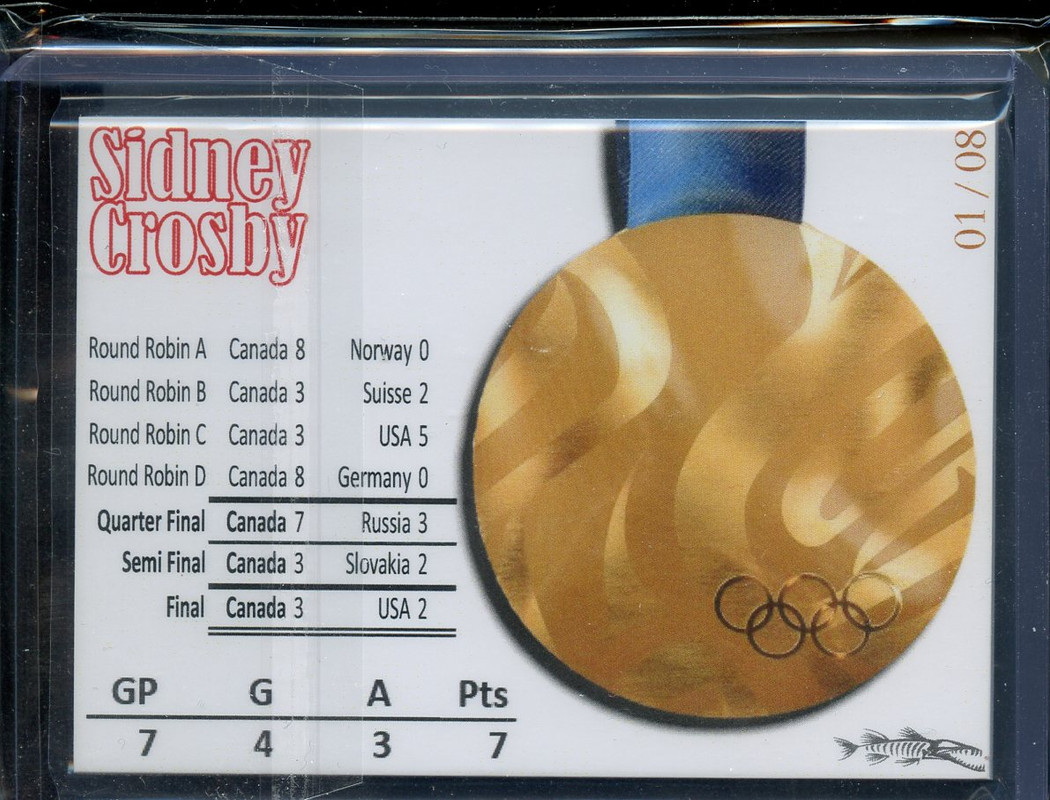 Sidney
Crosby
01 / 08
Round Robin A Canada 8 Norway 0
Round Robin B Canada 3 Suisse 2
Round Robin C Canada 3 USA 5
Round Robin D Canada 8 Germany 0
Quarter Final Canada 7 Russia 3
Semi Final Canada 3 Slovakia 2
Final Canada 3 USA 2
GP G A Pts
7 4 3 7